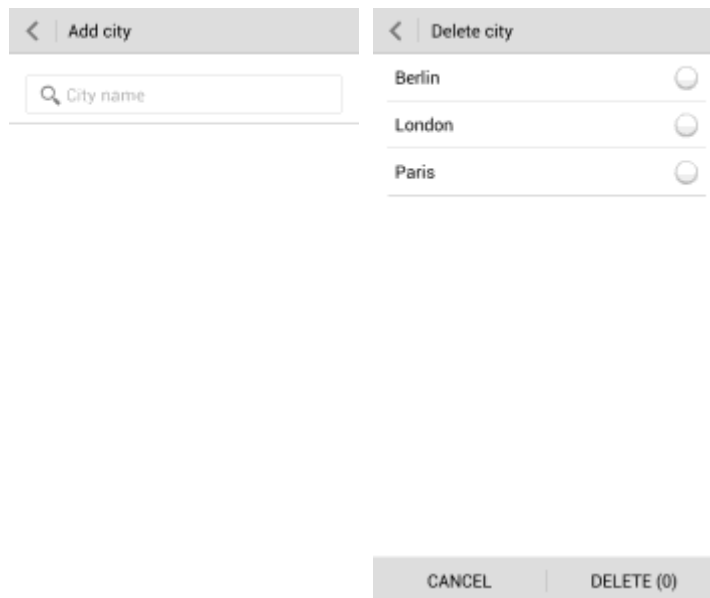 Add city
City name
Delete city
Berlin
London
Paris
CANCEL
DELETE (0)